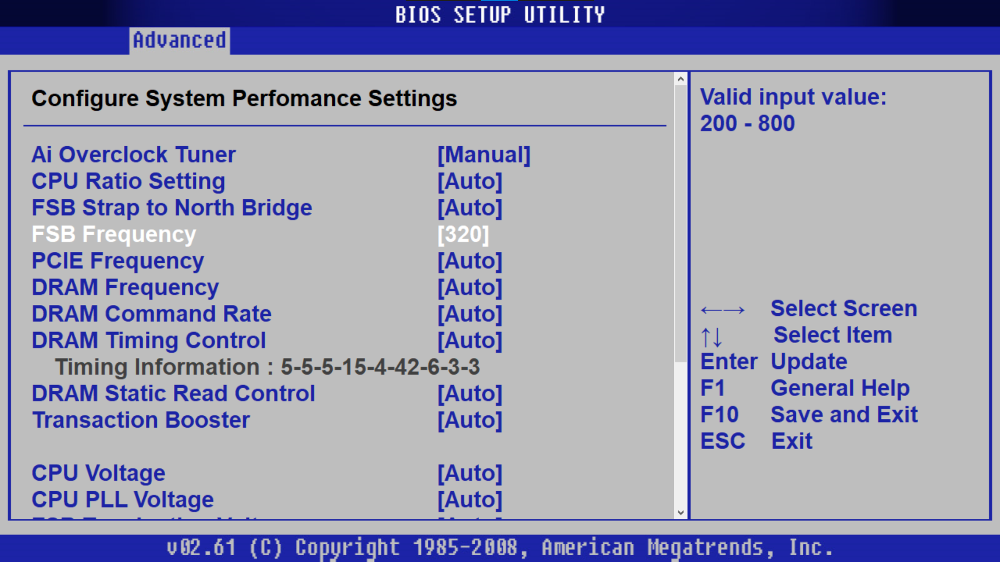 BIOS SETUP UTILITY
Advanced
Configure System Perfomance Settings
Ai Overclock Tuner [Manual]
CPU Ratio Setting [Auto]
FSB Strap to North Bridge [Auto]
FSB Frequency [320]
PCIE Frequency [Auto]
DRAM Frequency [Auto]
DRAM Command Rate [Auto]
DRAM Timing Control [Auto]
Timing Information : 5-5-5-15-4-42-6-3-3
DRAM Static Read Control [Auto]
Transaction Booster [Auto]
CPU Voltage [Auto]
CPU PLL Voltage [Auto]
Valid input value:
200 - 800
←→ Select Screen
↑↓ Select Item
Enter Update
F1 General Help
F10 Save and Exit
ESC Exit
v02.61 (C) Copyright 1985-2008, American Megatrends, Inc.